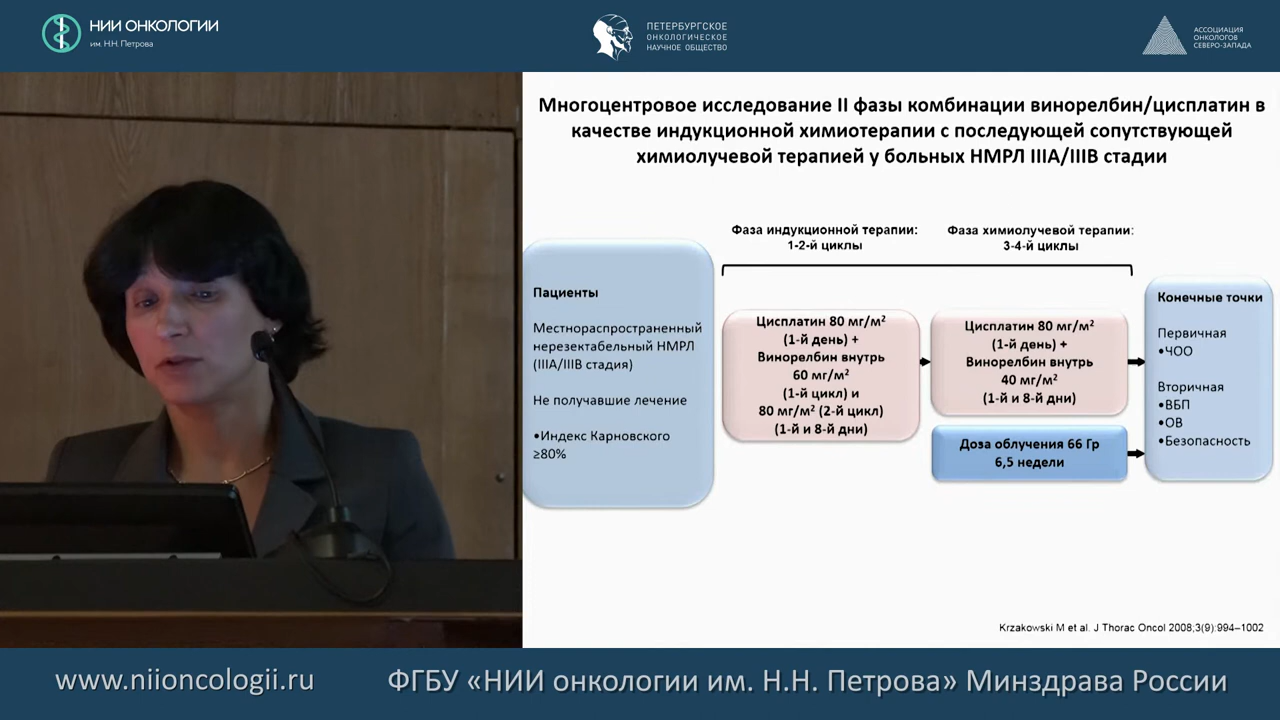 НИИ ОНКОЛОГИИ
им. Н.Н. Петрова
ПЕТЕРБУРГСКОЕ
ОНКОЛОГИЧЕСКОЕ
НАУЧНОЕ ОБЩЕСТВО
АССОЦИАЦИЯ
ОНКОЛОГОВ
СЕВЕРО-ЗАПАДА
Многоцентровое исследование II фазы комбинации винорелбин/цисплатин в
качестве индукционной химиотерапии с последующей сопутствующей
химиолучевой терапией у больных НМРЛ IIIA/IIIB стадии
Фаза индукционной терапии:
1-2-й циклы
Фаза химиолучевой терапии:
3-4-й циклы
Пациенты
Местнораспространенный
нерезектабельный НМРЛ
(IIIA/IIIB стадия)
Не получавшие лечение
•Индекс Карновского
≥80%
Цисплатин 80 мг/м²
(1-й день) +
Винорелбин внутрь
60 мг/м²
(1-й цикл) и
80 мг/м² (2-й цикл)
(1-й и 8-й дни)
Цисплатин 80 мг/м²
(1-й день) +
Винорелбин внутрь
40 мг/м²
(1-й и 8-й дни)
Доза облучения 66 Гр
6,5 недели
Конечные точки
Первичная
•ЧОО
Вторичная
•ВБП
•ОВ
•Безопасность
Krzakowski M et al. J Thorac Oncol 2008;3(9):994–1002
www.niioncologii.ru
ФГБУ «НИИ онкологии им. Н.Н. Петрова» Минздрава России